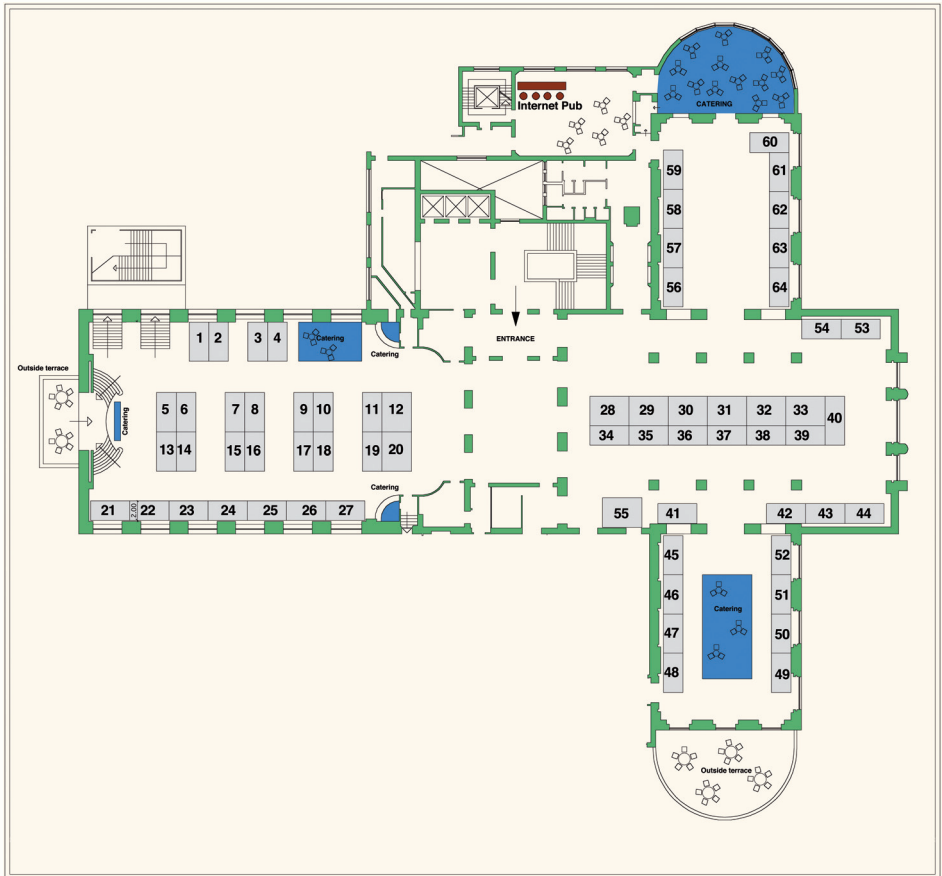 Internet Pub
CATERING
60
59
61
58
62
57
63
56
64
1 2
3 4
Catering
Catering
ENTRANCE
54 53
Outside terrace
Catering
5 6
7 8
9 10
11 12
28 29 30 31 32 33
40
34 35 36 37 38 39
13 14
15 16
17 18
19 20
Catering
21
2.00
22 23 24 25 26 27
55
41
42 43 44
45
52
46
51
Catering
47
50
48
49
Outside terrace